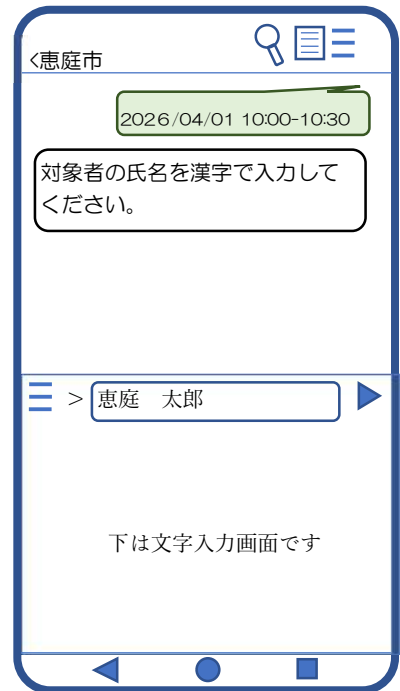 <恵庭市
2026/04/01 10:00-10:30
対象者の氏名を漢字で入力して
ください。
> 恵庭　太郎
下は文字入力画面です